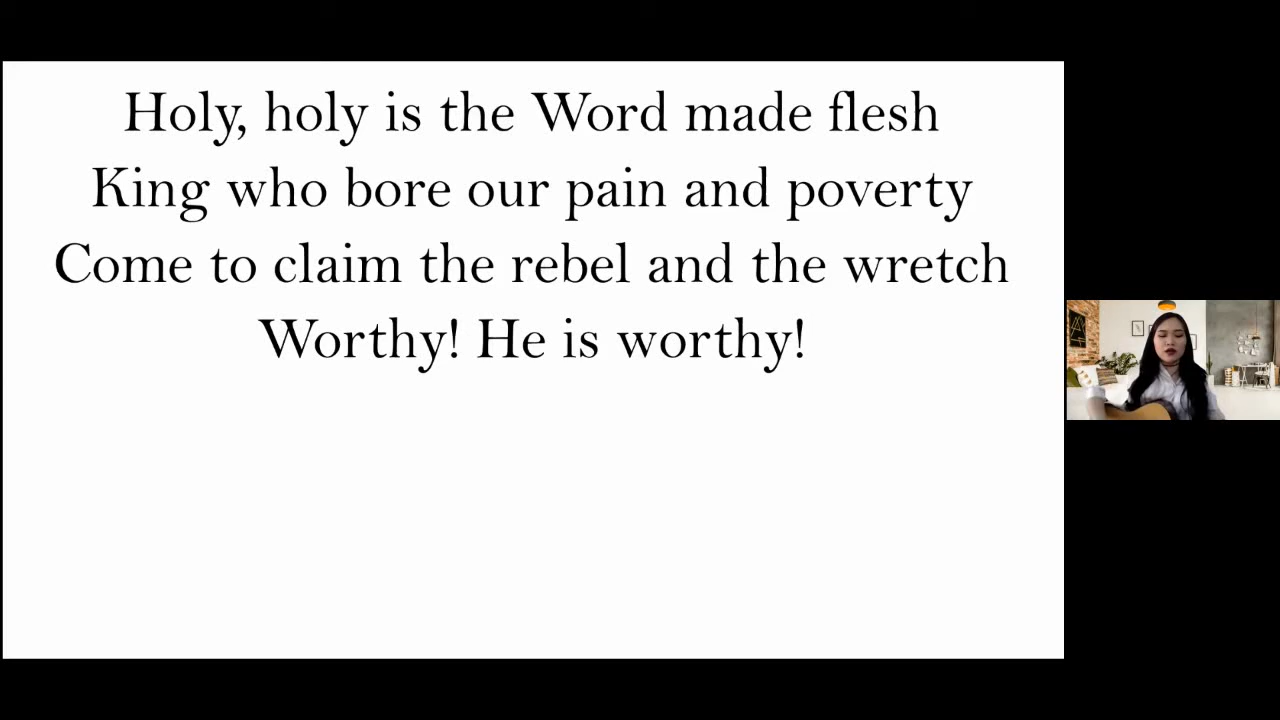 Holy, holy is the Word made flesh
King who bore our pain and poverty
Come to claim the rebel and the wretch
Worthy! He is worthy!